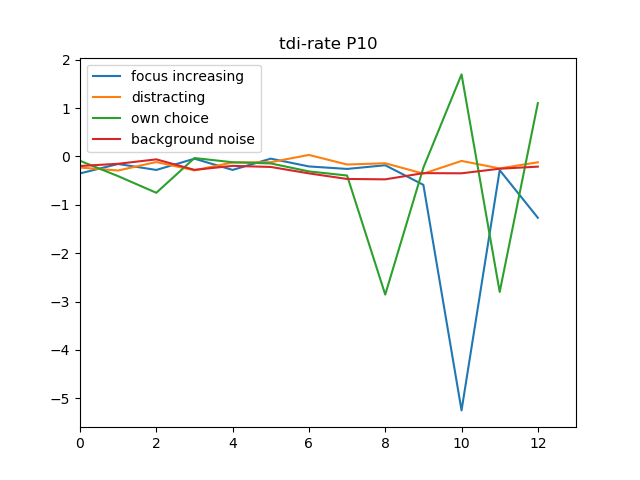 tdi-rate P10
focus increasing
distracting
own choice
background noise
2
1
0
−1
−2
−3
−4
−5
0 2 4 6 8 10 12